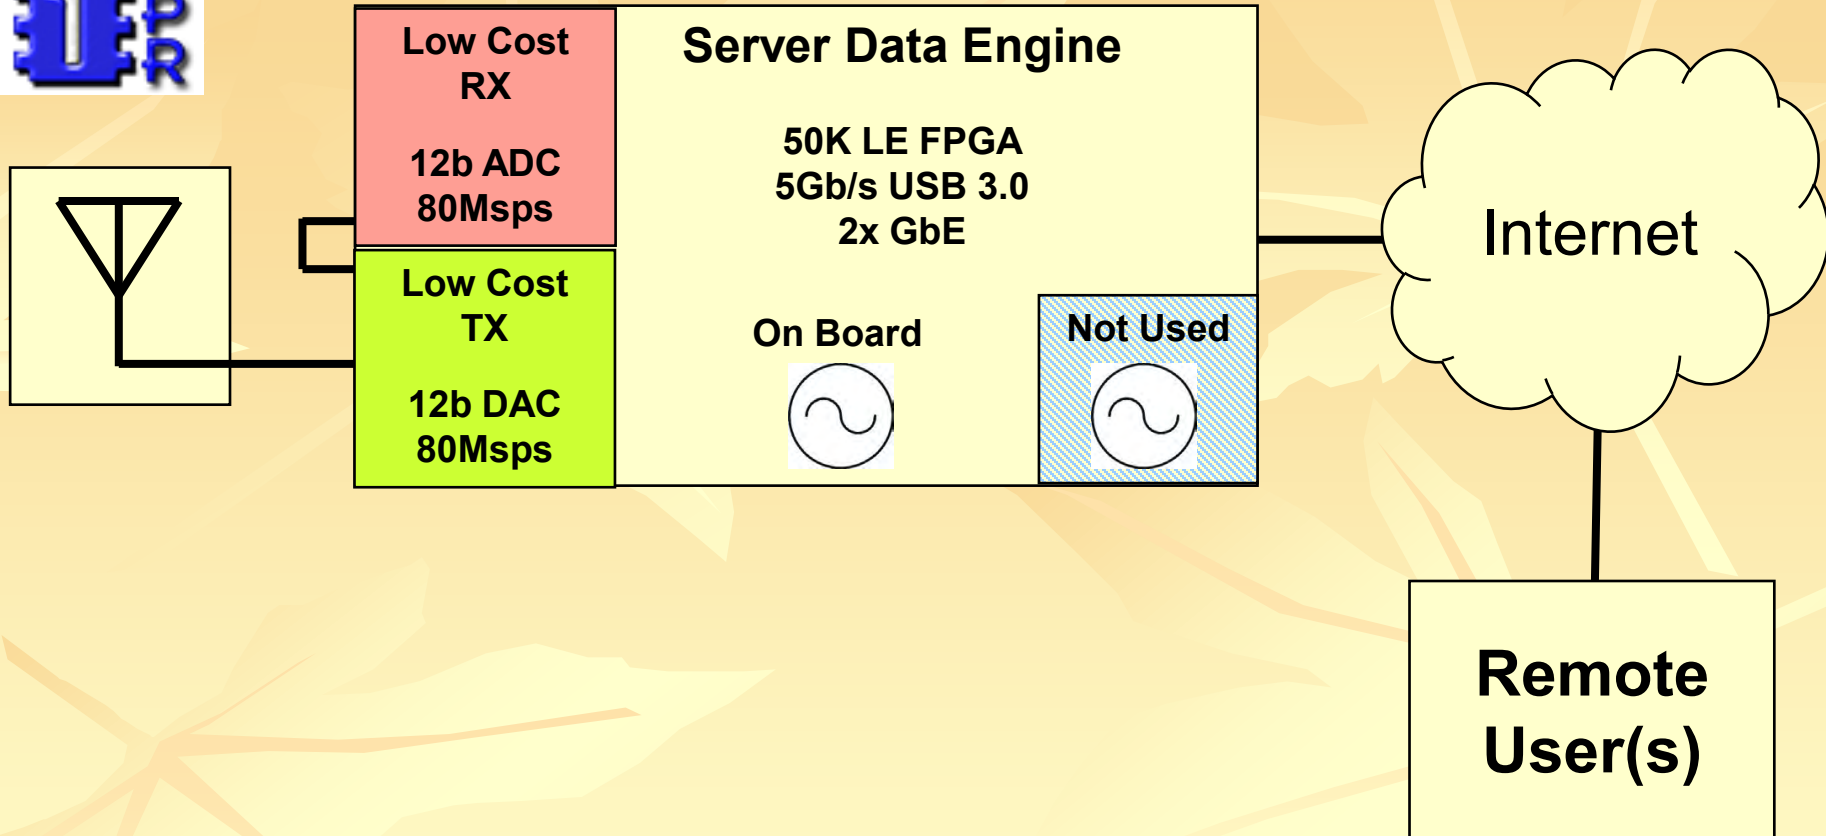 P
R
Low Cost
RX
12b ADC
80Msps
Server Data Engine
50K LE FPGA
5Gb/s USB 3.0
2x GbE
Low Cost
TX
12b DAC
80Msps
On Board
Not Used
Internet
Remote
User(s)